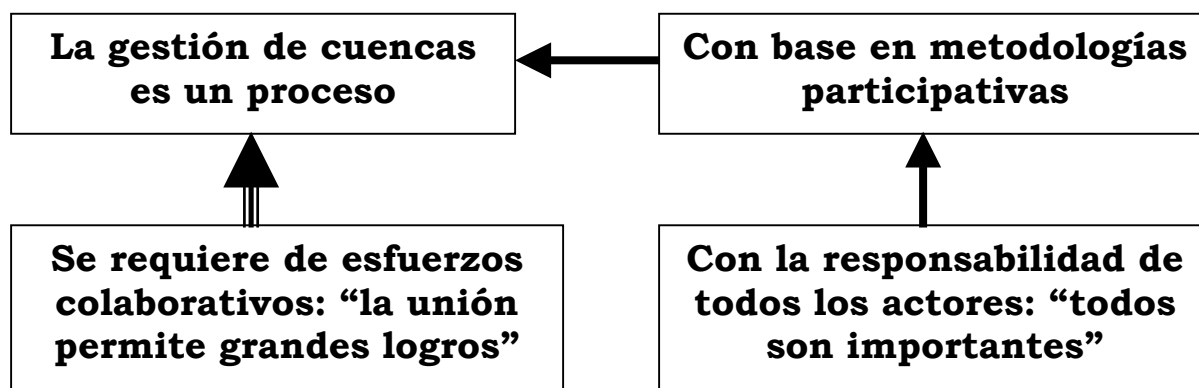 La gestión de cuencas
es un proceso
Con base en metodologías
participativas
Se requiere de esfuerzos
colaborativos: “la unión
permite grandes logros”
Con la responsabilidad de
todos los actores: “todos
son importantes”